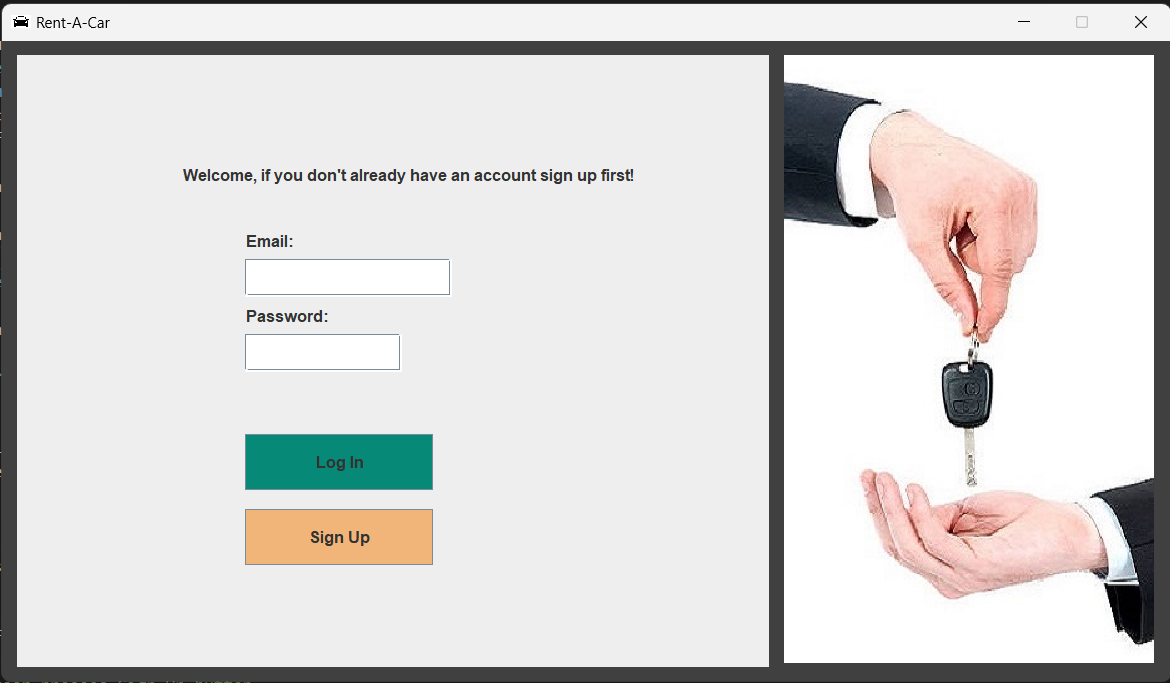 Rent-A-Car
Welcome, if you don't already have an account sign up first!
Email:
Password:
Log In
Sign Up